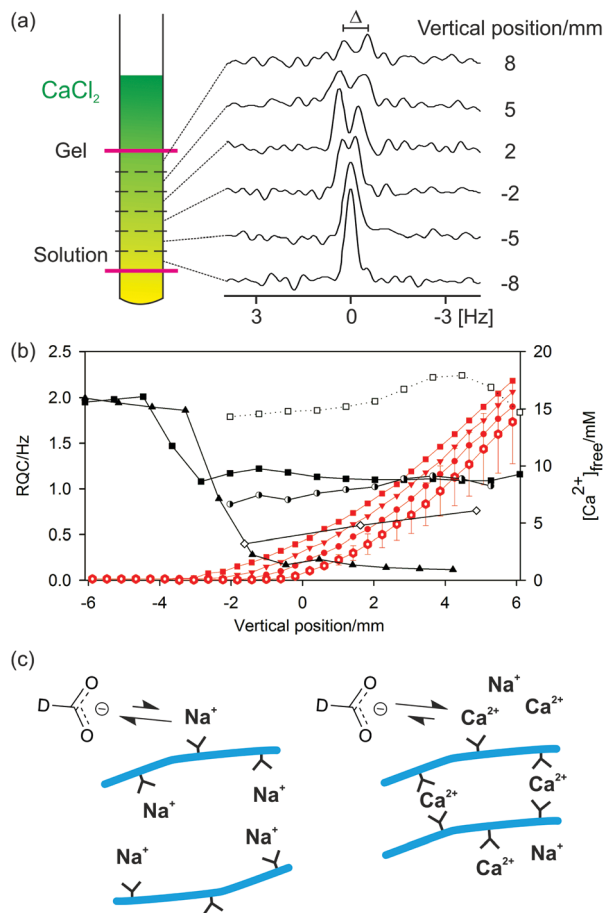 (a)
Δ
Vertical position/mm
CaCl₂
8
5
Gel
2
-2
Solution
-5
-8
3 0 -3 [Hz]
(b)
2.5 20
2.0
15
1.5
RQC/Hz
10
[Ca²⁺]free/mM
1.0
5
0.5
0.0 0
-6 -4 -2 0 2 4 6
Vertical position/mm
(c)
O O Na⁺
D ⊖ Na⁺ D ⊖ Ca²⁺ Ca²⁺
O O
Na⁺ Na⁺ Ca²⁺ Ca²⁺
Na⁺ Na⁺
Ca²⁺ Na⁺